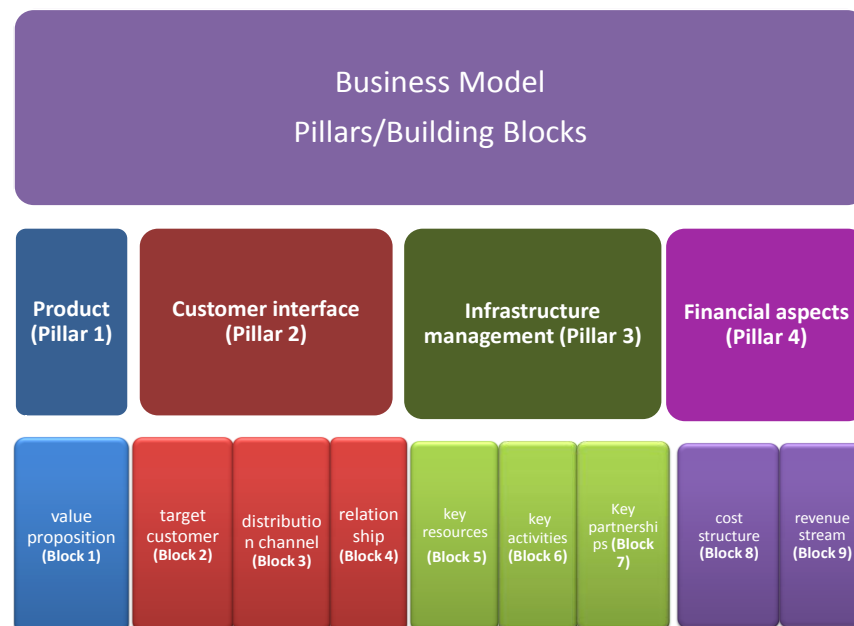 Business Model
Pillars/Building Blocks
Product
(Pillar 1)
Customer interface
(Pillar 2)
Infrastructure
management (Pillar 3)
Financial aspects
(Pillar 4)
value
proposition
(Block 1)
target
customer
(Block 2)
distributio
n channel
(Block 3)
relation
ship
(Block 4)
key
resources
(Block 5)
key
activities
(Block 6)
Key
partnershi
ps (Block
7)
cost
structure
(Block 8)
revenue
stream
(Block 9)